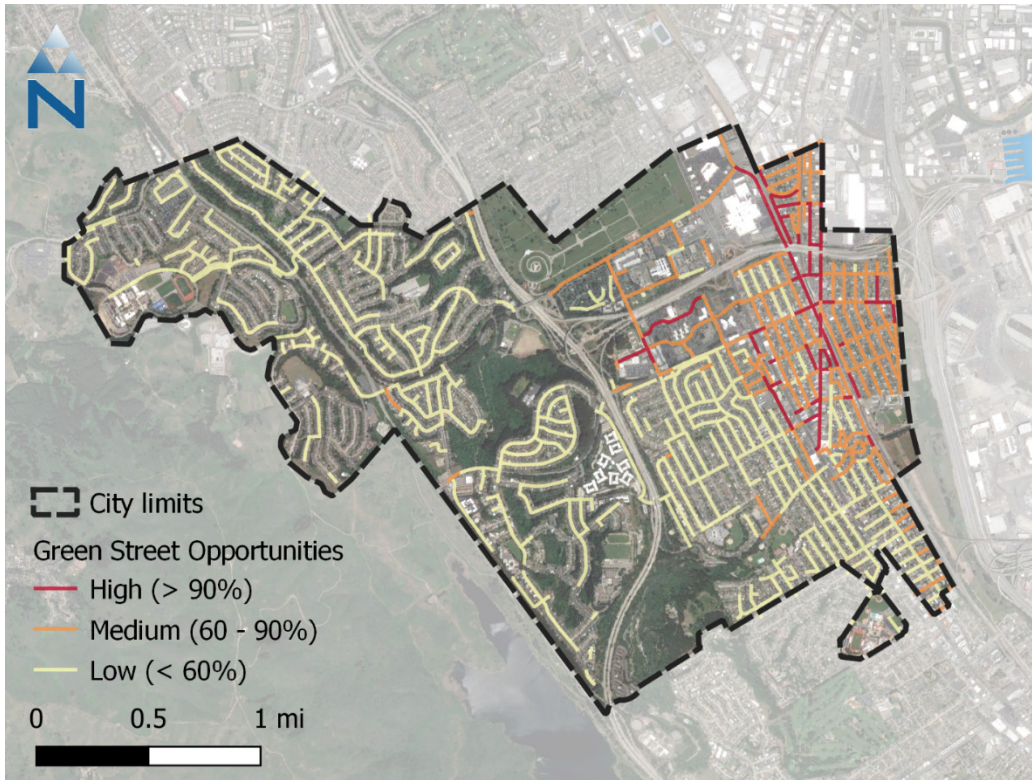 N
City limits
Green Street Opportunities
High (> 90%)
Medium (60 - 90%)
Low (< 60%)
0 0.5 1 mi